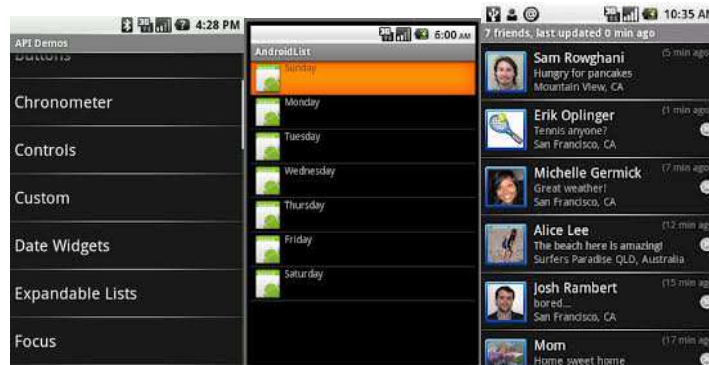 4:28 PM
API Demos
Buttons
Chronometer
Controls
Custom
Date Widgets
Expandable Lists
Focus
6:00 AM
AndroidList
Sunday
Monday
Tuesday
Wednesday
Thursday
Friday
Saturday
10:35 AM
7 friends, last updated 0 min ago
Sam Rowghani (5 min ago
Hungry for pancakes
Mountain View, CA
Erik Oplinger (1 min ago
Tennis anyone?
San Francisco, CA
Michelle Germick (7 min ago
Great weather!
San Francisco, CA
Alice Lee (12 min ag
The beach here is amazing!
Surfers Paradise QLD, Australia
Josh Rambert (15 min ag
bored...
San Francisco, CA
Mom (17 min ag
Home sweet home